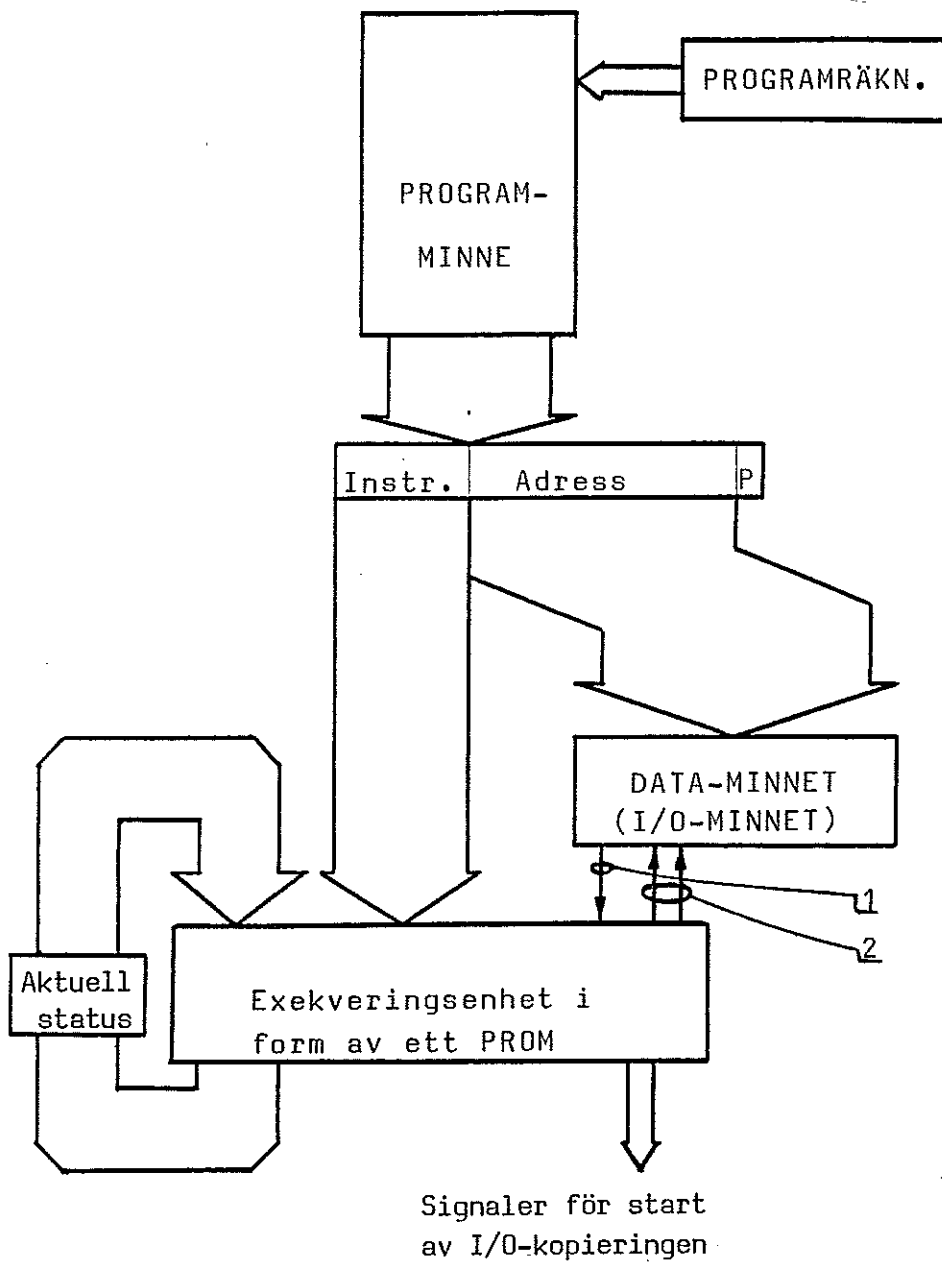 PROGRAMRÄKN.
PROGRAM-
MINNE
Instr. Adress P
DATA-MINNET
(I/O-MINNET)
1
2
Aktuell
status
Exekveringsenhet i
form av ett PROM
Signaler för start
av I/O-kopieringen